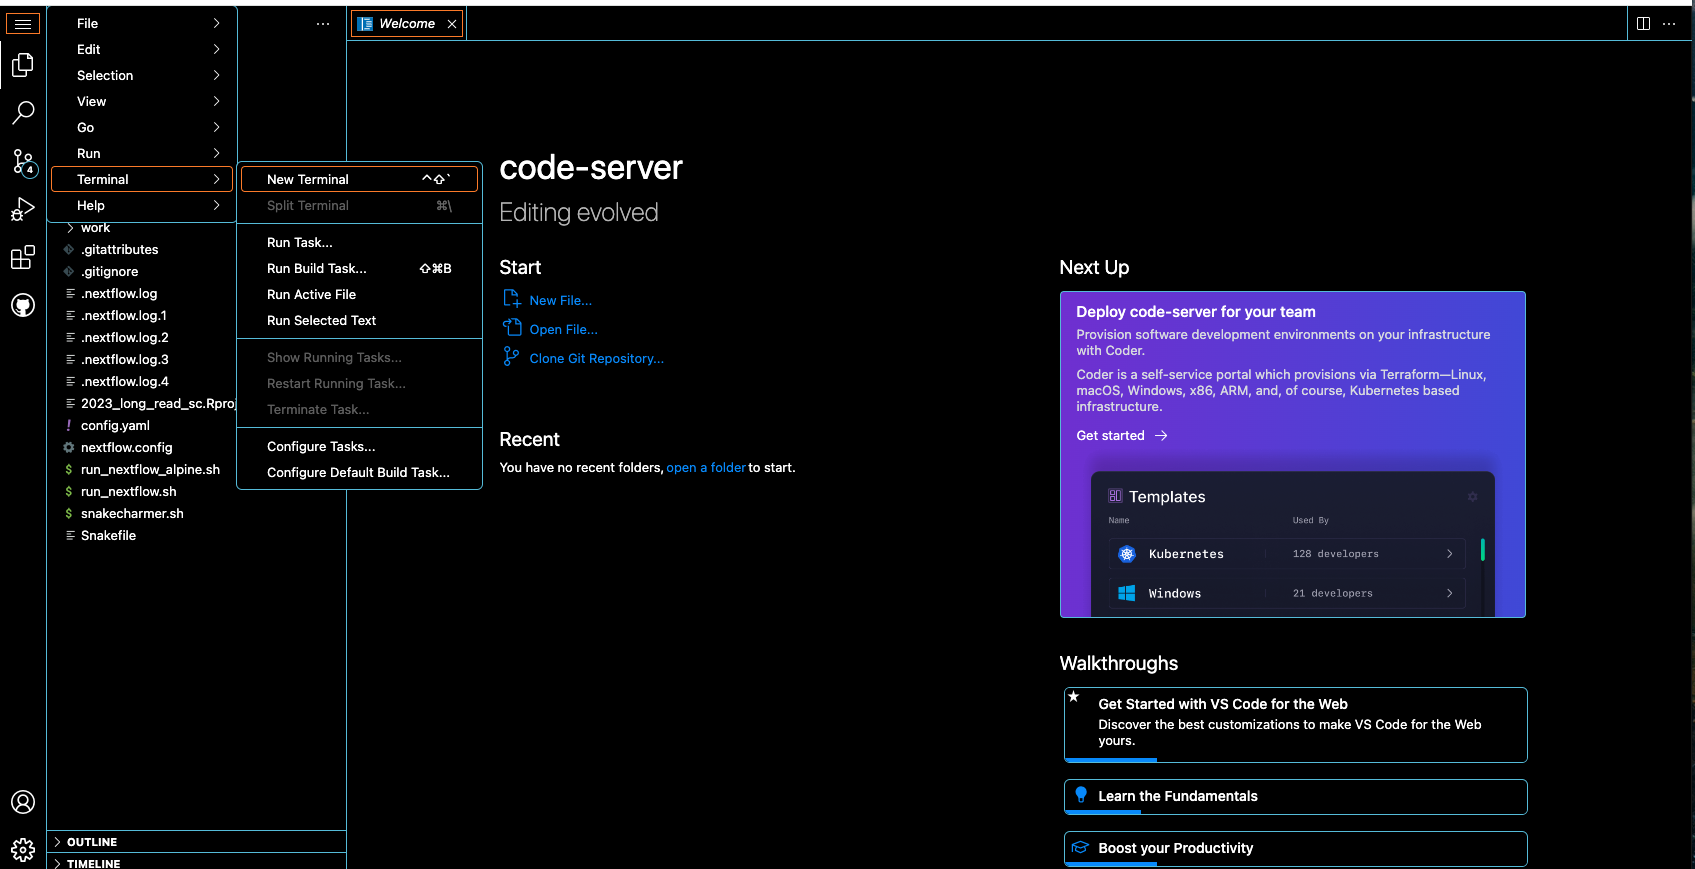 File
Edit
Selection
View
Go
Run
Terminal
Help
New Terminal ^⇧`
Split Terminal ⌘\
Run Task...
Run Build Task... ⇧⌘B
Run Active File
Run Selected Text
Show Running Tasks...
Restart Running Task...
Terminate Task...
Configure Tasks...
Configure Default Build Task...
work
.gitattributes
.gitignore
.nextflow.log
.nextflow.log.1
.nextflow.log.2
.nextflow.log.3
.nextflow.log.4
2023_long_read_sc.Rproj
config.yaml
nextflow.config
run_nextflow_alpine.sh
run_nextflow.sh
snakecharmer.sh
Snakefile
OUTLINE
TIMELINE
4
Welcome
code-server
Editing evolved
Start
New File...
Open File...
Clone Git Repository...
Recent
You have no recent folders, open a folder to start.
Next Up
Deploy code-server for your team
Provision software development environments on your infrastructure
with Coder.
Coder is a self-service portal which provisions via Terraform—Linux,
macOS, Windows, x86, ARM, and, of course, Kubernetes based
infrastructure.
Get started →
Templates
Name Used By
Kubernetes 128 developers
Windows 21 developers
Walkthroughs
Get Started with VS Code for the Web
Discover the best customizations to make VS Code for the Web
yours.
Learn the Fundamentals
Boost your Productivity